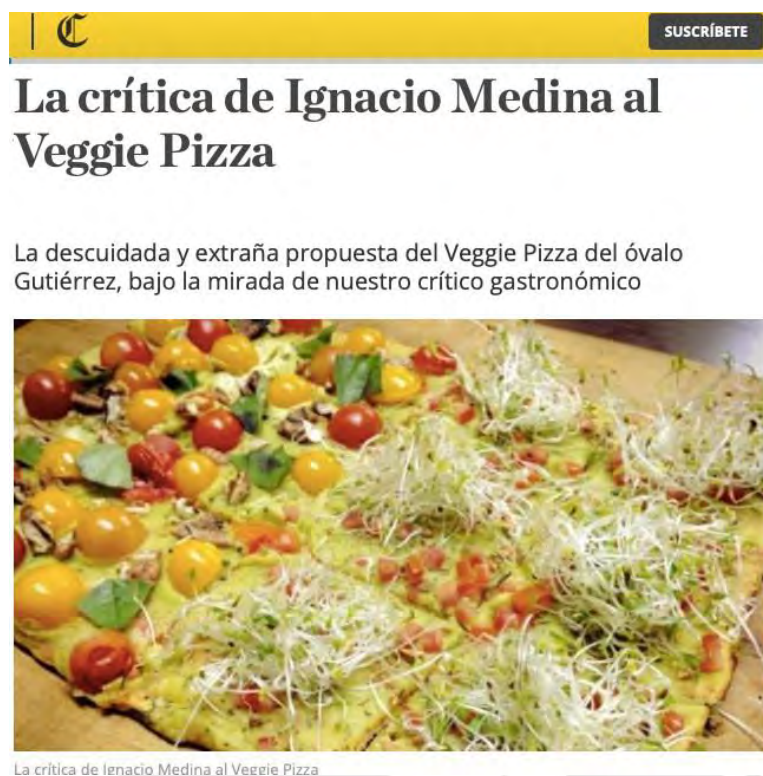 C
SUSCRÍBETE
La crítica de Ignacio Medina al
Veggie Pizza
La descuidada y extraña propuesta del Veggie Pizza del óvalo
Gutiérrez, bajo la mirada de nuestro crítico gastronómico
La crítica de Ignacio Medina al Veggie Pizza